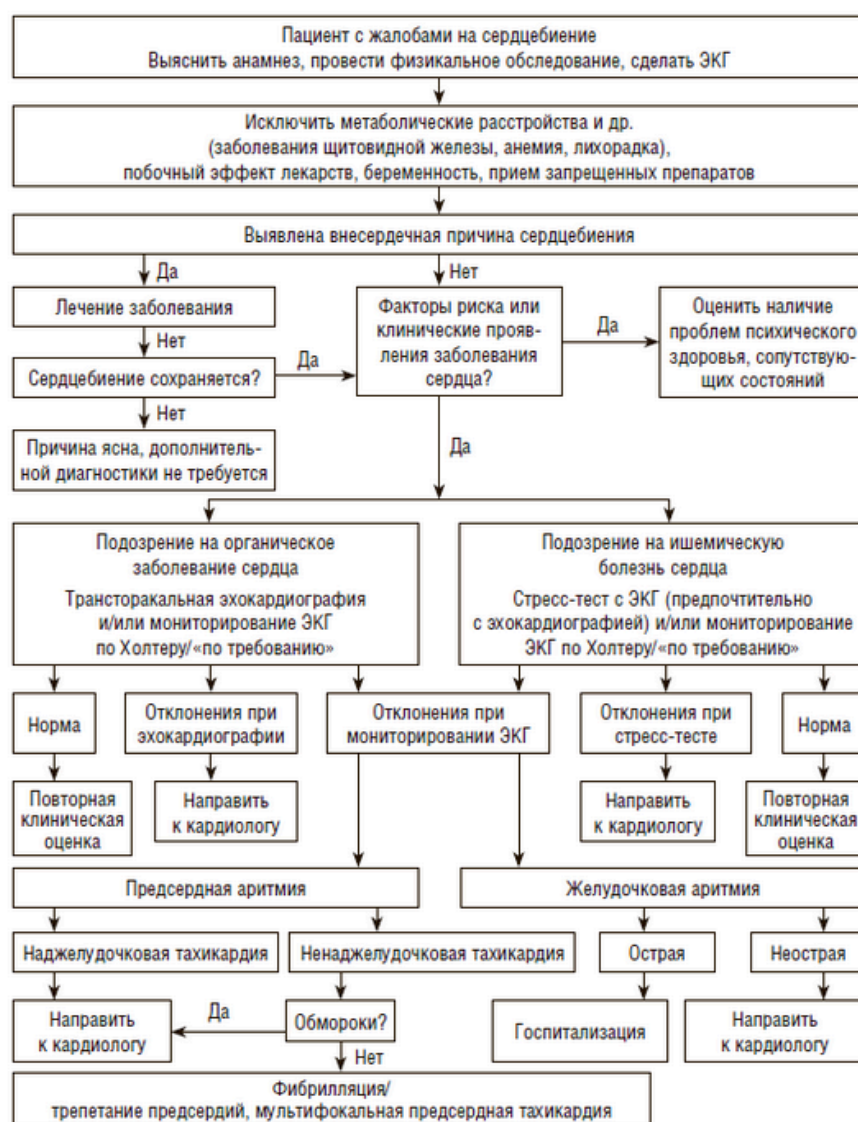 Пациент с жалобами на сердцебиение
Выяснить анамнез, провести физикальное обследование, сделать ЭКГ
Исключить метаболические расстройства и др.
(заболевания щитовидной железы, анемия, лихорадка),
побочный эффект лекарств, беременность, прием запрещенных препаратов
Выявлена внесердечная причина сердцебиения
Да
Нет
Лечение заболевания
Факторы риска или
клинические прояв-
ления заболевания
сердца?
Да
Оценить наличие
проблем психического
здоровья, сопутствую-
щих состояний
Нет
Сердцебиение сохраняется?
Да
Нет
Причина ясна, дополнитель-
ной диагностики не требуется
Да
Подозрение на органическое
заболевание сердца
Трансторакальная эхокардиография
и/или мониторирование ЭКГ
по Холтеру/«по требованию»
Подозрение на ишемическую
болезнь сердца
Стресс-тест с ЭКГ (предпочтительно
с эхокардиографией) и/или мониторирование
ЭКГ по Холтеру/«по требованию»
Норма
Отклонения при
эхокардиографии
Отклонения при
мониторировании ЭКГ
Отклонения при
стресс-тесте
Норма
Повторная
клиническая
оценка
Направить
к кардиологу
Направить
к кардиологу
Повторная
клиническая
оценка
Предсердная аритмия
Желудочковая аритмия
Наджелудочковая тахикардия
Ненаджелудочковая тахикардия
Острая
Неострая
Направить
к кардиологу
Да
Обмороки?
Госпитализация
Направить
к кардиологу
Нет
Фибрилляция/
трепетание предсердий, мультифокальная предсердная тахикардия